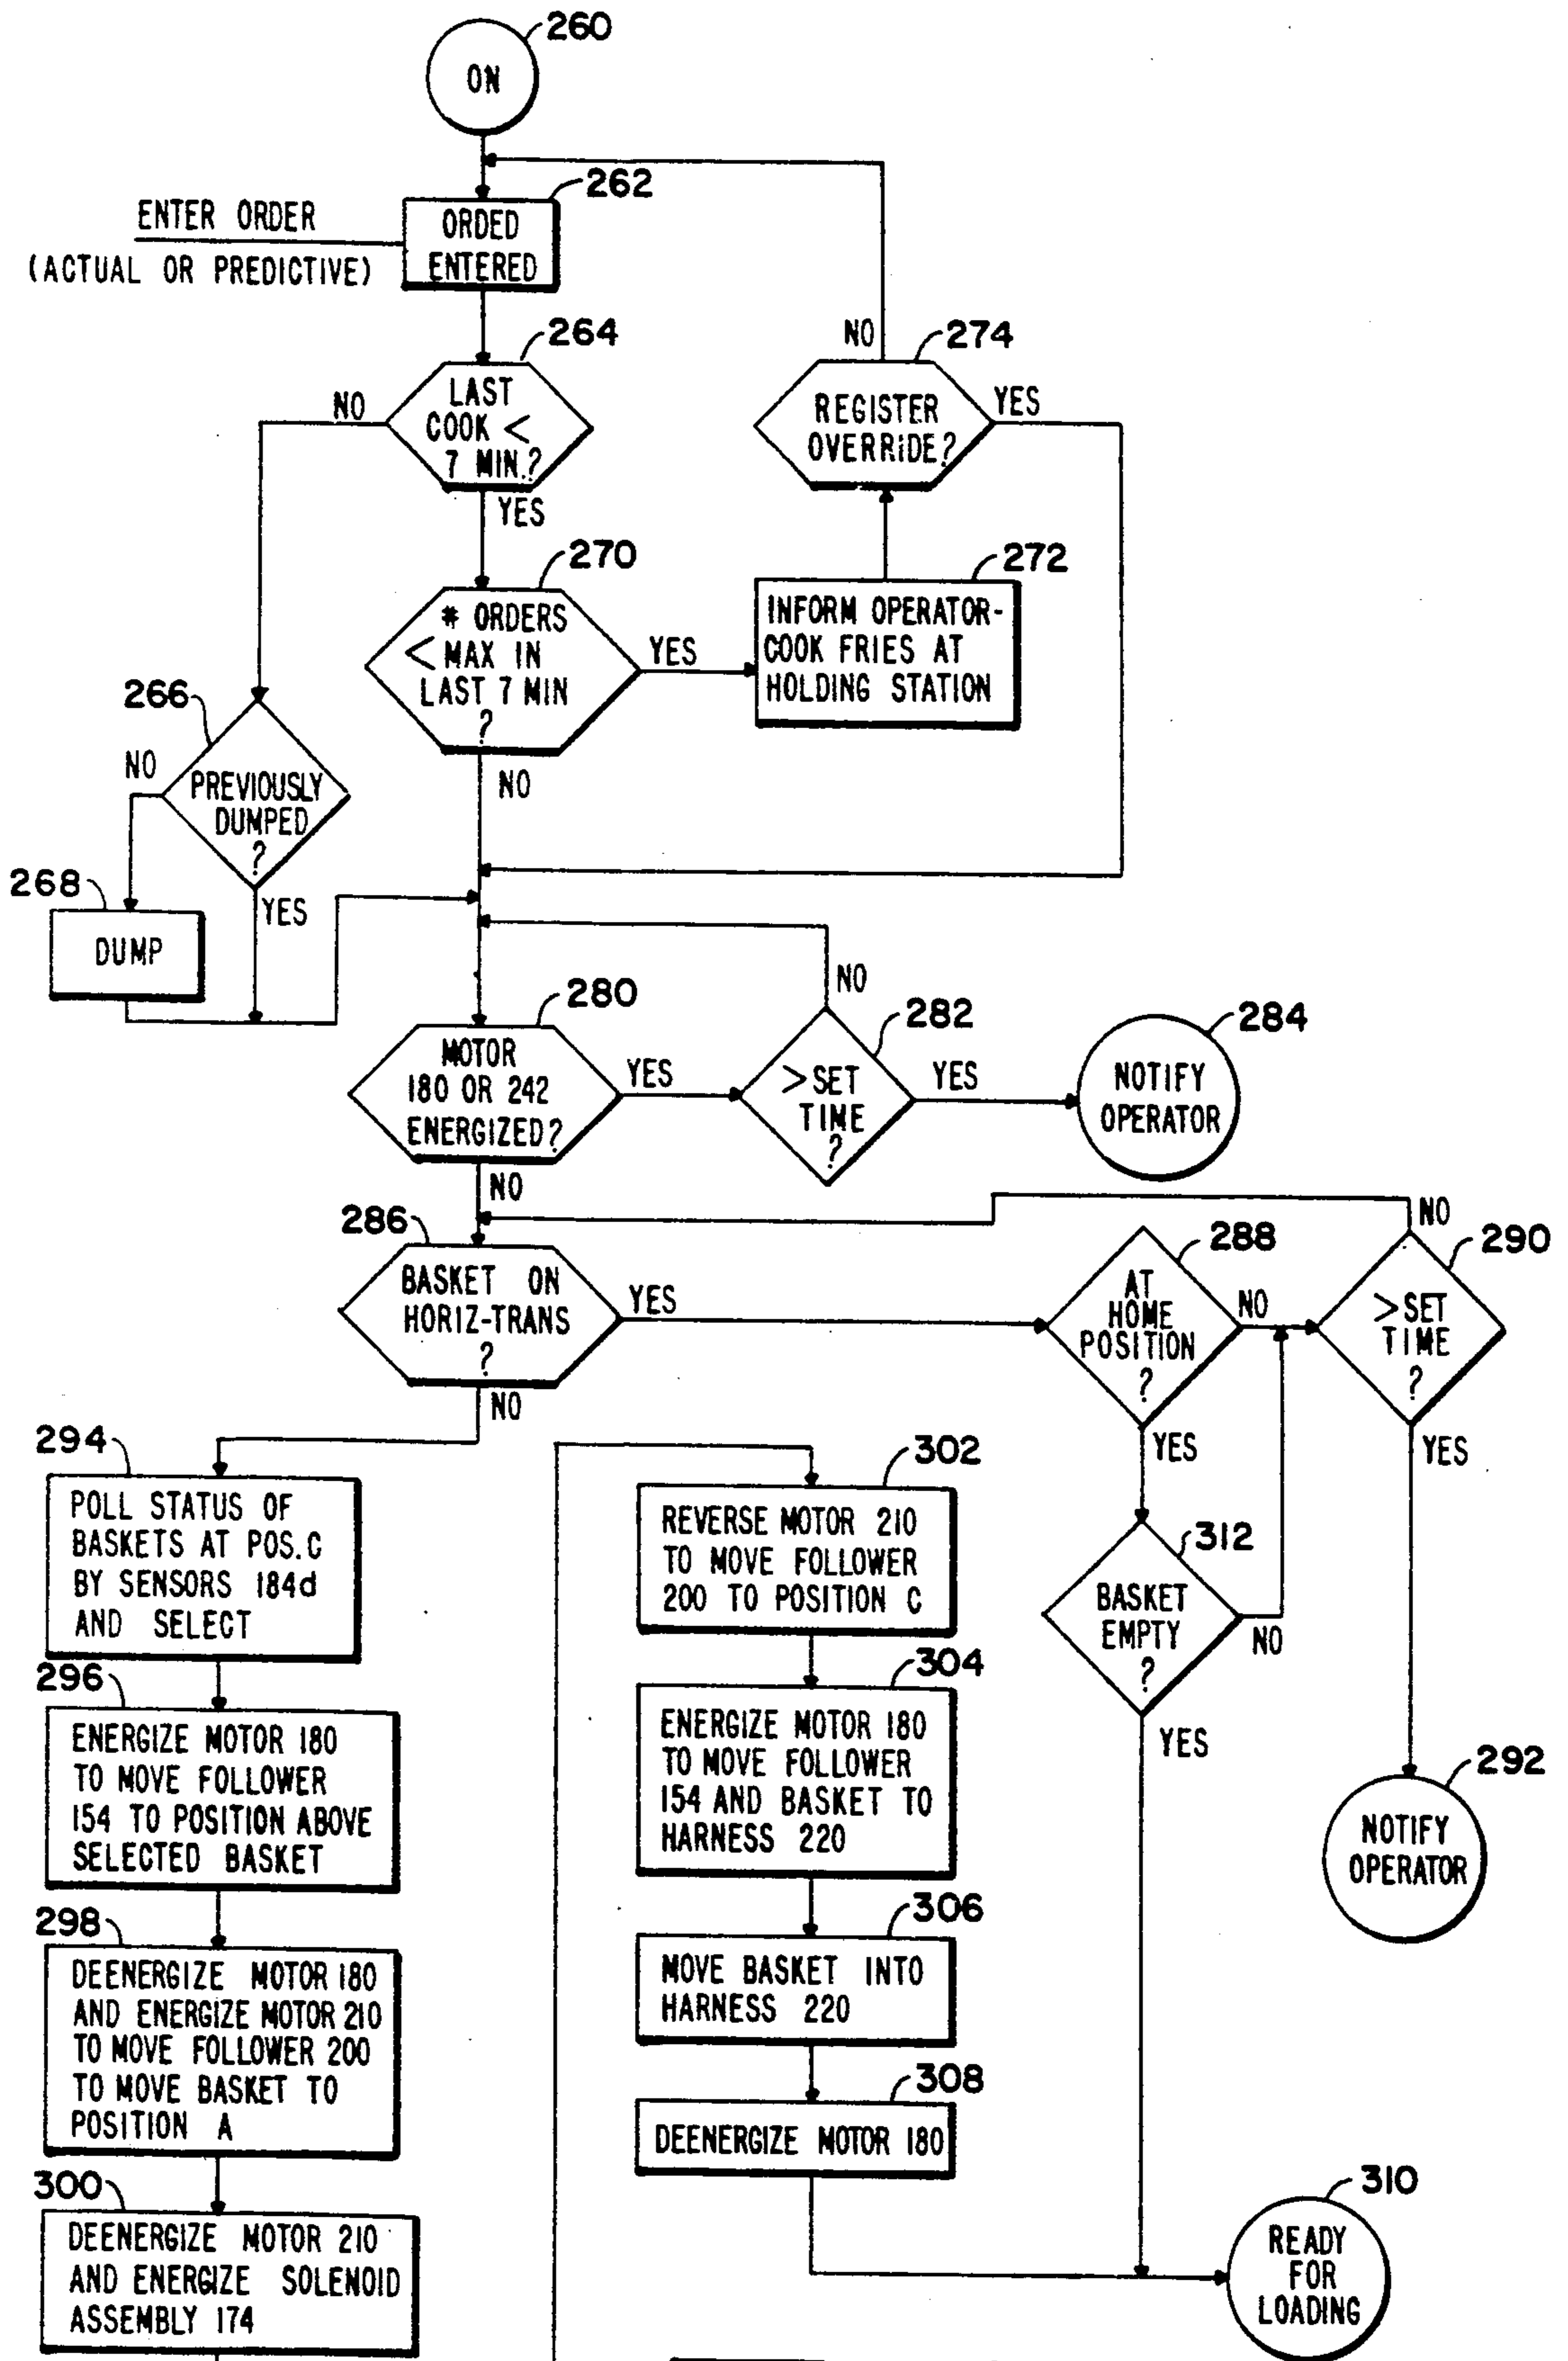 260
ON
262
ENTER ORDER
(ACTUAL OR PREDICTIVE)
ORDED
ENTERED
264
LAST
COOK <
7 MIN.?
NO
YES
274
REGISTER
OVERRIDE?
NO
YES
270
# ORDERS
< MAX IN
LAST 7 MIN
?
YES
NO
272
INFORM OPERATOR-
COOK FRIES AT
HOLDING STATION
266
PREVIOUSLY
DUMPED
?
NO
YES
268
DUMP
280
MOTOR
180 OR 242
ENERGIZED?
YES
NO
282
> SET
TIME
?
NO
YES
284
NOTIFY
OPERATOR
286
BASKET ON
HORIZ-TRANS
?
YES
NO
288
AT
HOME
POSITION
?
NO
YES
290
> SET
TIME
?
NO
YES
292
NOTIFY
OPERATOR
294
POLL STATUS OF
BASKETS AT POS.C
BY SENSORS 184d
AND SELECT
296
ENERGIZE MOTOR 180
TO MOVE FOLLOWER
154 TO POSITION ABOVE
SELECTED BASKET
298
DEENERGIZE MOTOR 180
AND ENERGIZE MOTOR 210
TO MOVE FOLLOWER 200
TO MOVE BASKET TO
POSITION A
300
DEENERGIZE MOTOR 210
AND ENERGIZE SOLENOID
ASSEMBLY 174
302
REVERSE MOTOR 210
TO MOVE FOLLOWER
200 TO POSITION C
304
ENERGIZE MOTOR 180
TO MOVE FOLLOWER
154 AND BASKET TO
HARNESS 220
306
MOVE BASKET INTO
HARNESS 220
308
DEENERGIZE MOTOR 180
312
BASKET
EMPTY
?
NO
YES
310
READY
FOR
LOADING